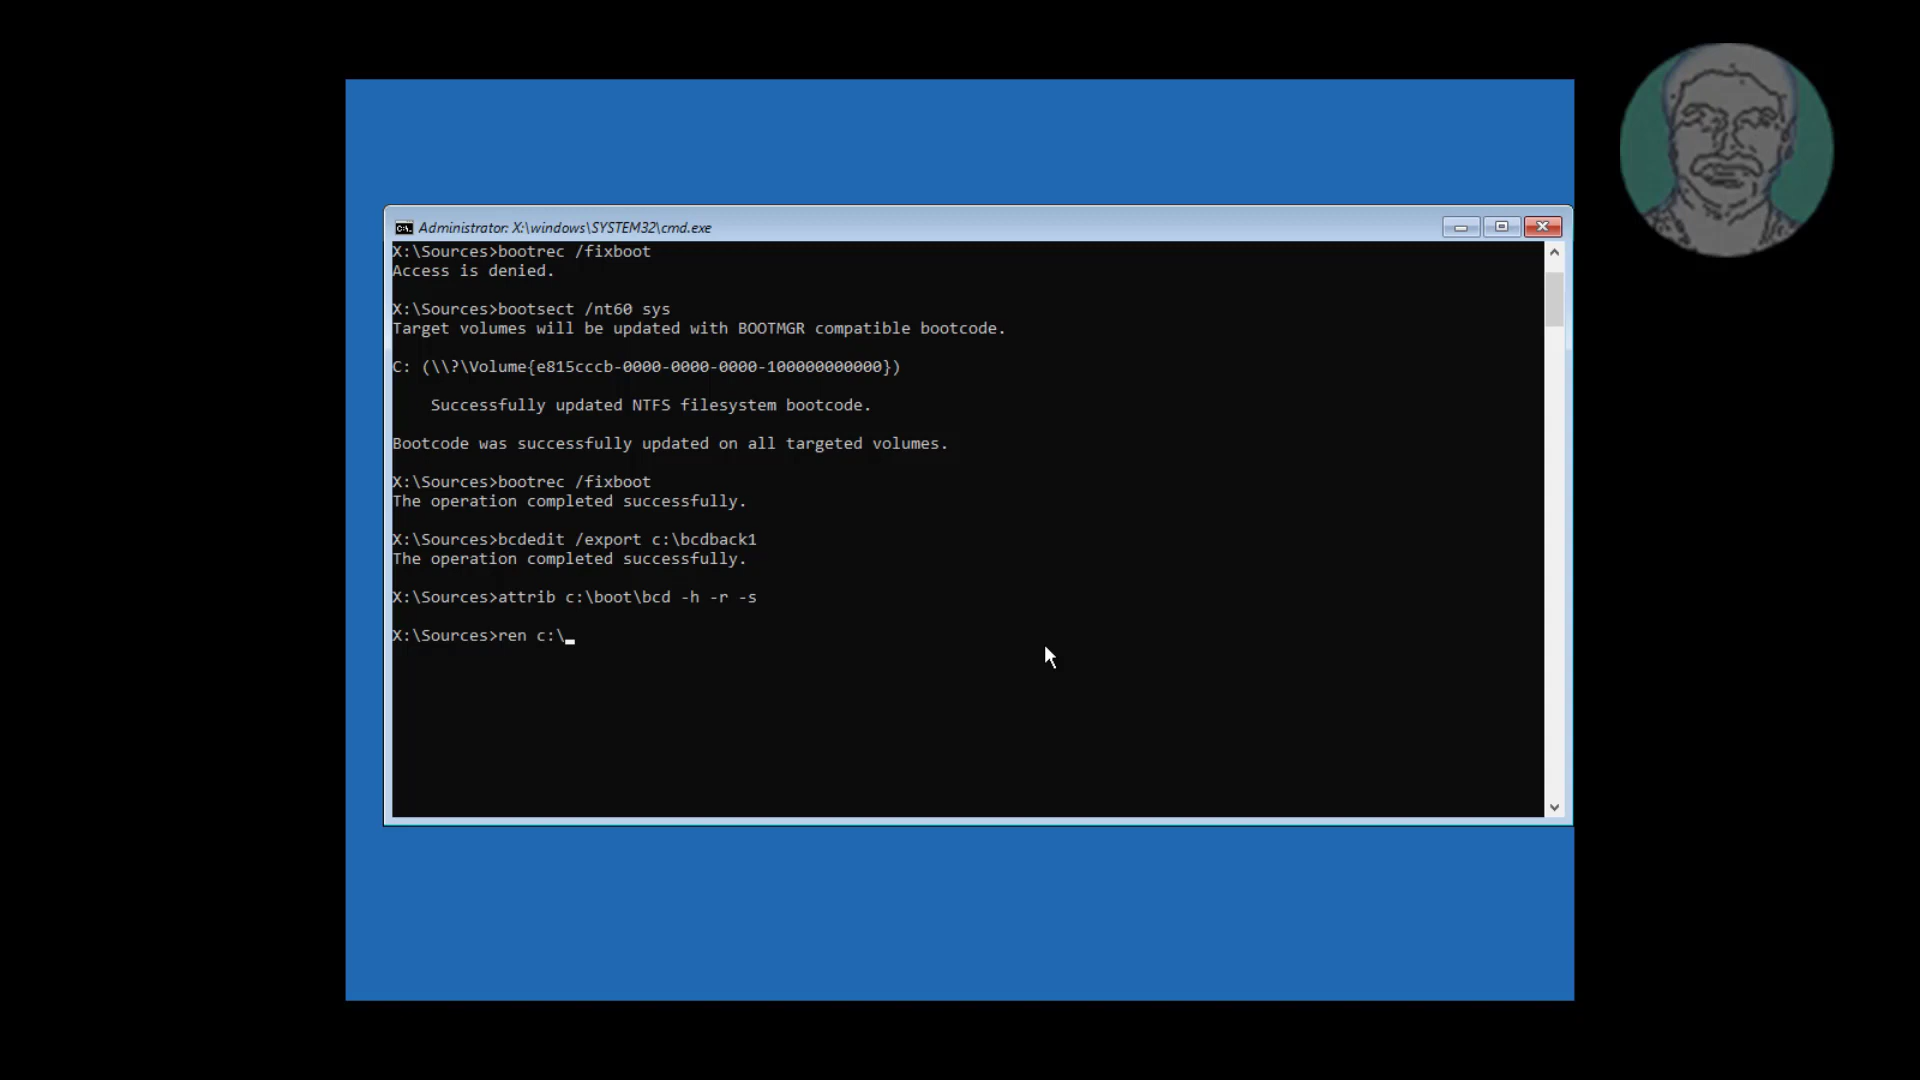 Administrator: X:\windows\SYSTEM32\cmd.exe
X:\Sources>bootrec /fixboot
Access is denied.
X:\Sources>bootsect /nt60 sys
Target volumes will be updated with BOOTMGR compatible bootcode.
C: (\\?\Volume{e815cccb-0000-0000-0000-100000000000})
Successfully updated NTFS filesystem bootcode.
Bootcode was successfully updated on all targeted volumes.
X:\Sources>bootrec /fixboot
The operation completed successfully.
X:\Sources>bcdedit /export c:\bcdback1
The operation completed successfully.
X:\Sources>attrib c:\boot\bcd -h -r -s
X:\Sources>ren c:\